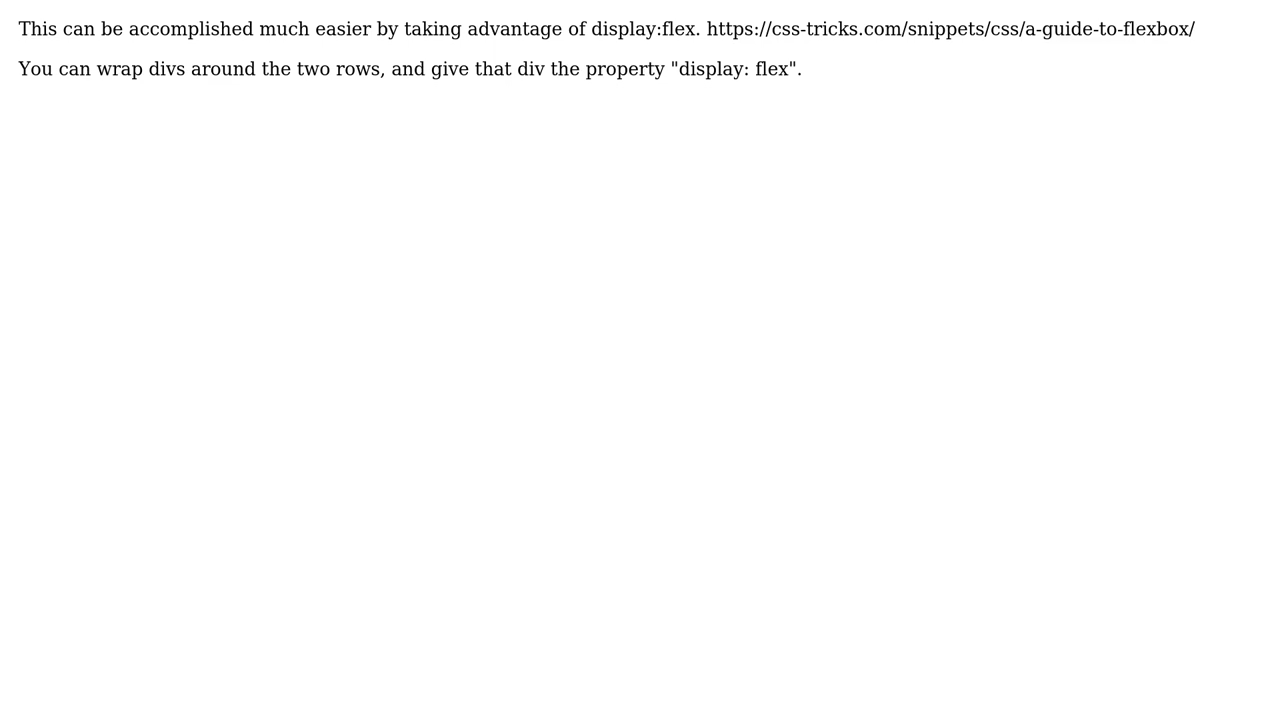 This can be accomplished much easier by taking advantage of display:flex. https://css-tricks.com/snippets/css/a-guide-to-flexbox/
You can wrap divs around the two rows, and give that div the property "display: flex".